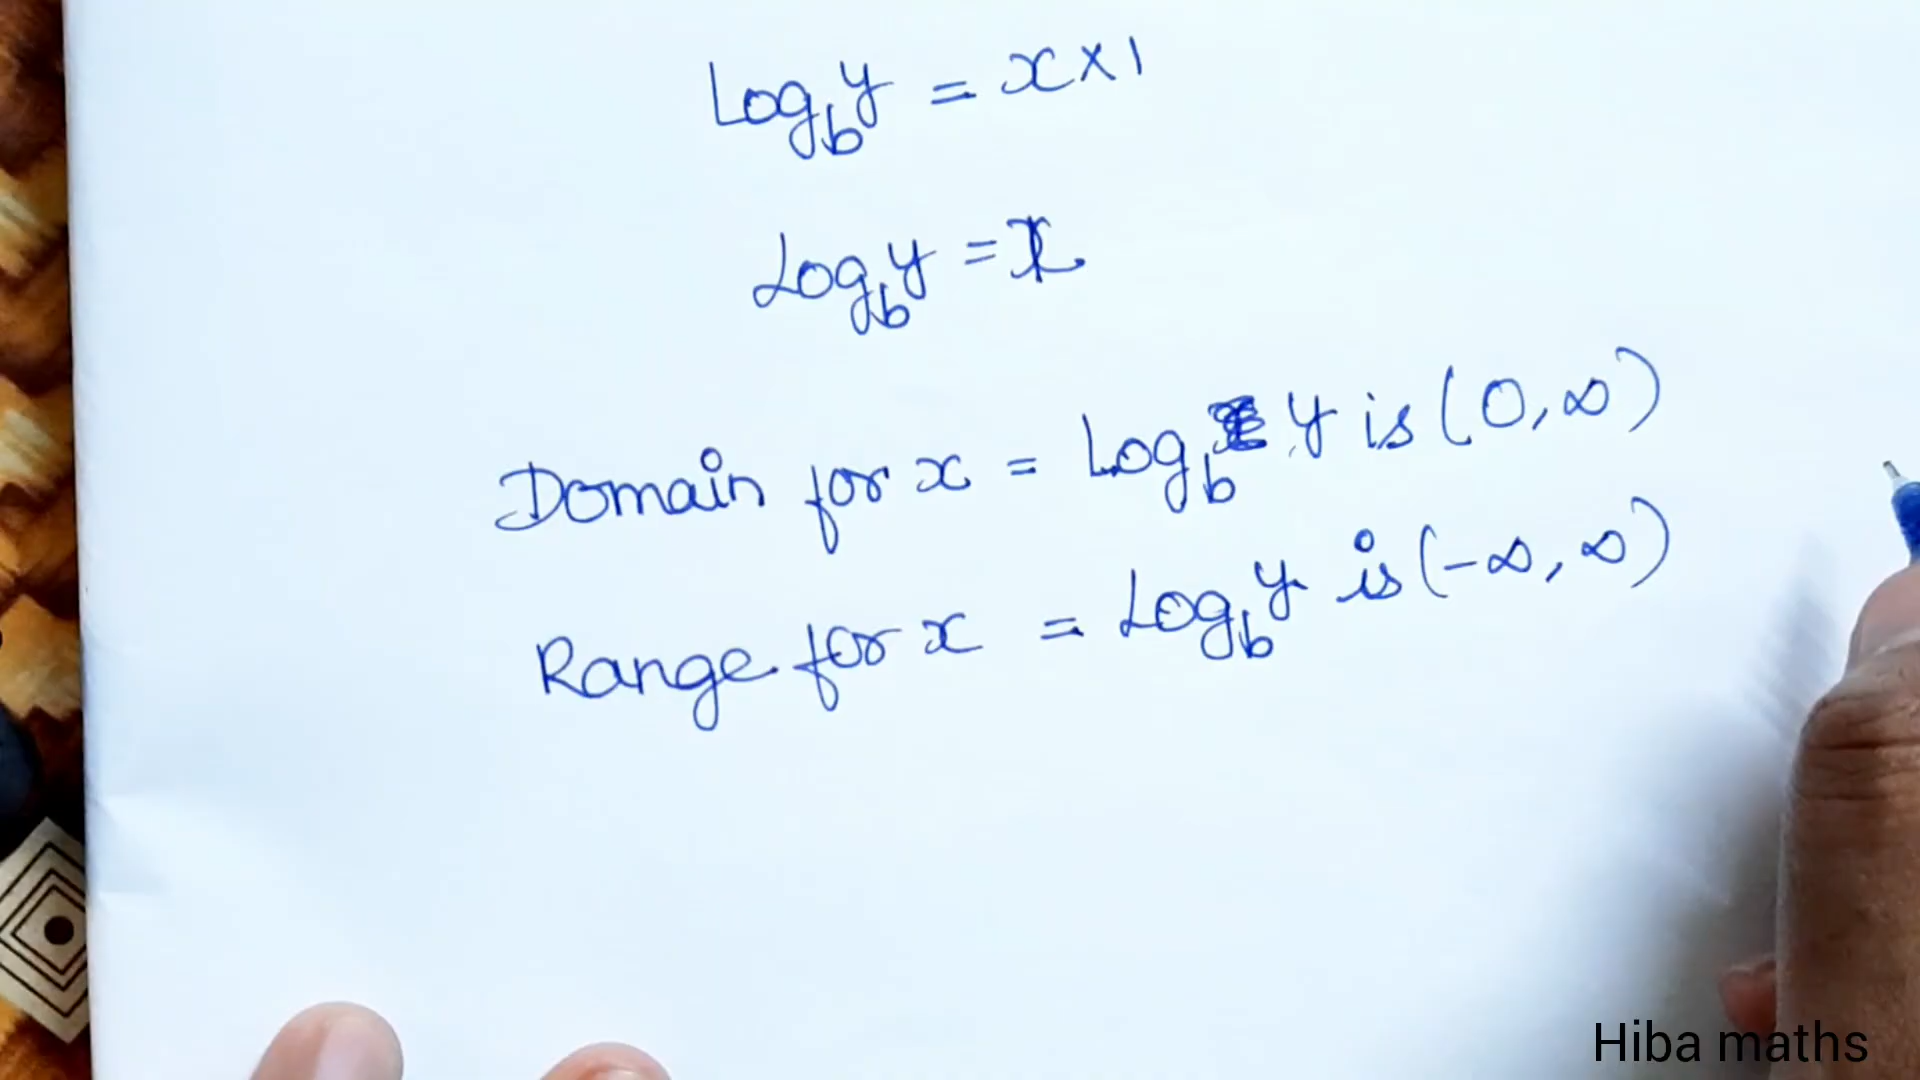 Log_b y = x × 1
Log_b y = x
Domain for x = Log_b y is (0, ∞)
Range for x = Log_b y is (-∞, ∞)
Hiba maths